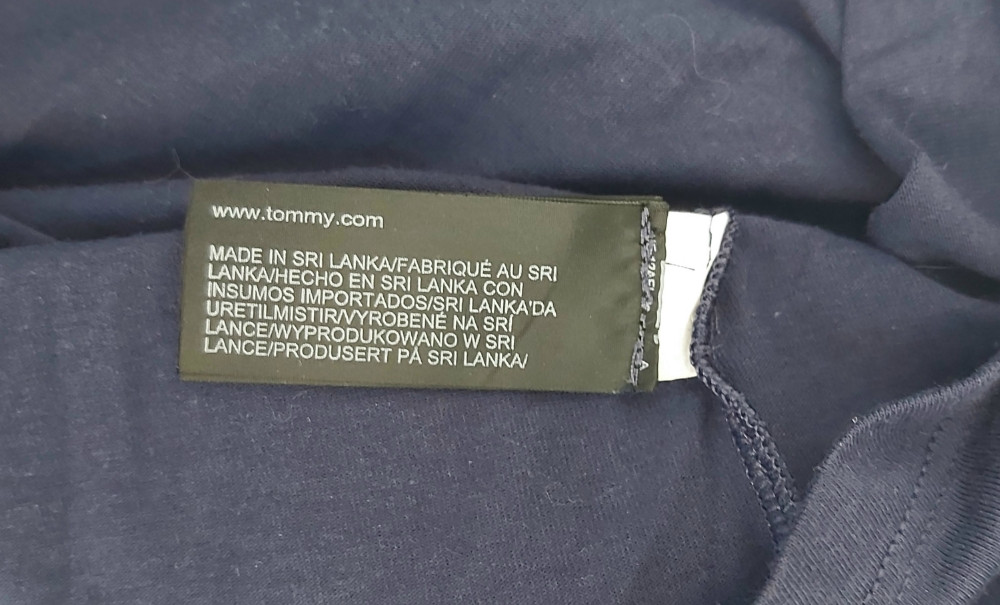 www.tommy.com
MADE IN SRI LANKA/FABRIQUÉ AU SRI
LANKA/HECHO EN SRI LANKA CON
INSUMOS IMPORTADOS/SRI LANKA'DA
URETILMISTIR/VYROBENÉ NA SRÍ
LANCE/WYPRODUKOWANO W SRI
LANCE/PRODUSERT PÅ SRI LANKA/